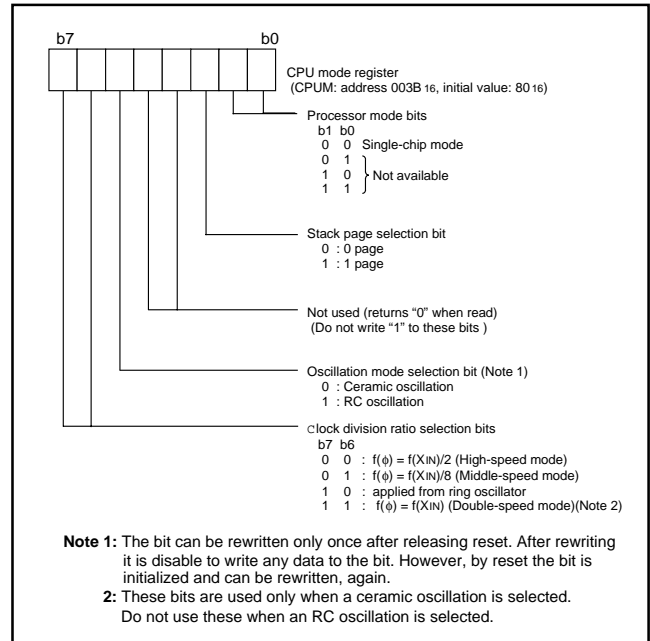 b7 b0
CPU mode register
(CPUM: address 003B 16, initial value: 80 16)
Processor mode bits
b1 b0
0 0 Single-chip mode
0 1
1 0 Not available
1 1
Stack page selection bit
0 : 0 page
1 : 1 page
Not used (returns “0” when read)
(Do not write “1” to these bits )
Oscillation mode selection bit (Note 1)
0 : Ceramic oscillation
1 : RC oscillation
Clock division ratio selection bits
b7 b6
0 0 : f(φ) = f(XIN)/2 (High-speed mode)
0 1 : f(φ) = f(XIN)/8 (Middle-speed mode)
1 0 : applied from ring oscillator
1 1 : f(φ) = f(XIN) (Double-speed mode)(Note 2)
Note 1: The bit can be rewritten only once after releasing reset. After rewriting
it is disable to write any data to the bit. However, by reset the bit is
initialized and can be rewritten, again.
2: These bits are used only when a ceramic oscillation is selected.
Do not use these when an RC oscillation is selected.